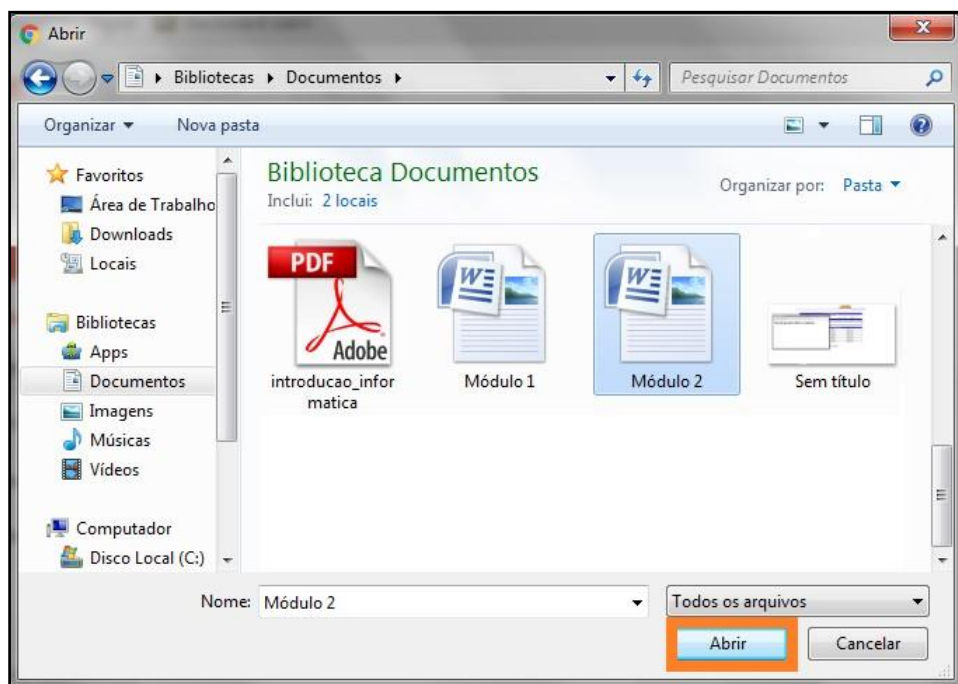 Abrir
Bibliotecas Documentos
Pesquisar Documentos
Organizar Nova pasta
Favoritos
Área de Trabalho
Downloads
Locais
Bibliotecas
Apps
Documentos
Imagens
Músicas
Vídeos
Computador
Disco Local (C:)
Biblioteca Documentos
Inclui: 2 locais
Organizar por: Pasta
PDF
Adobe
introducao_infor
matica
W
Módulo 1
W
Módulo 2
Sem título
Nome: Módulo 2
Todos os arquivos
Abrir Cancelar